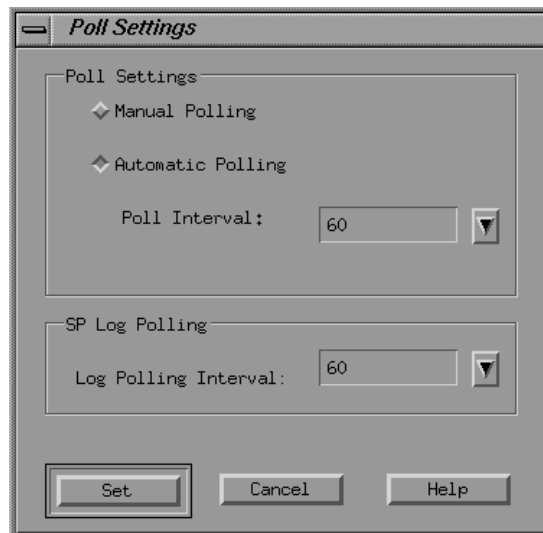 Poll Settings
Poll Settings
Manual Polling
Automatic Polling
Poll Interval: 60
SP Log Polling
Log Polling Interval: 60
Set Cancel Help